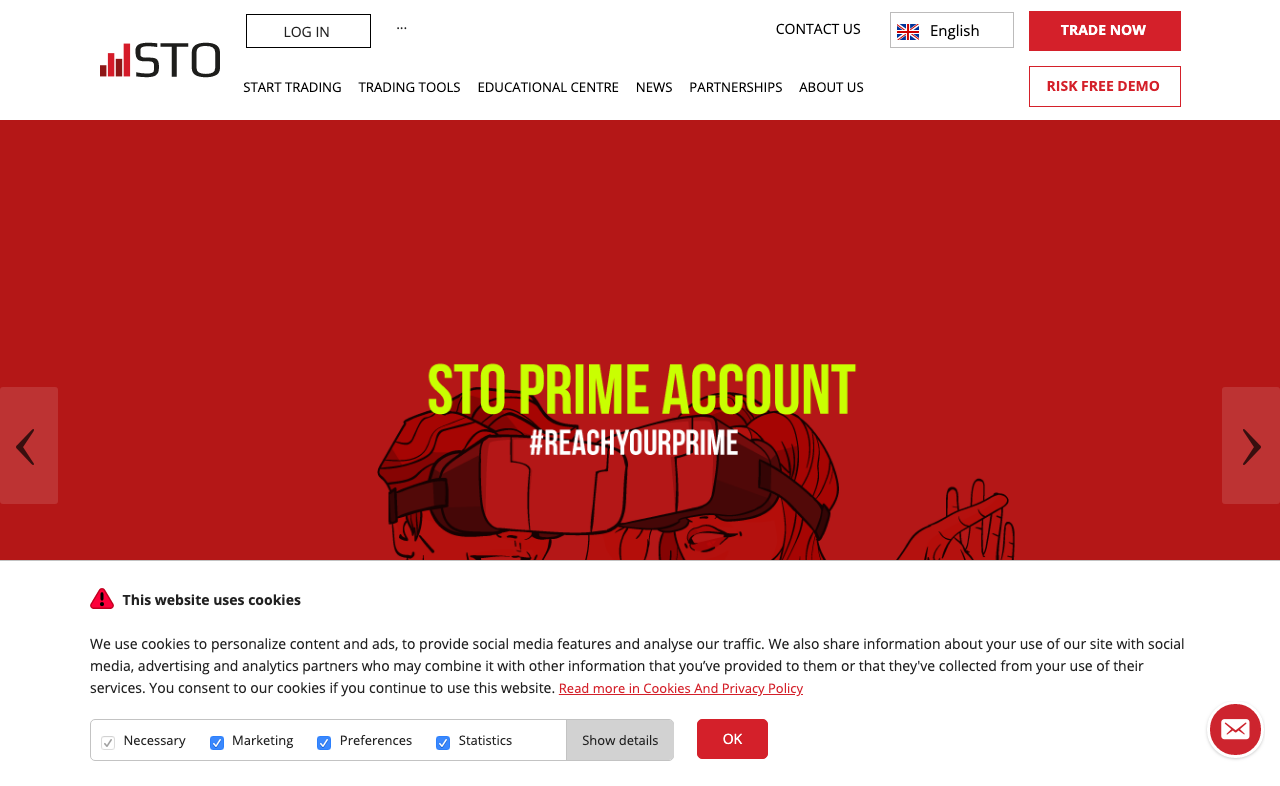 STO
LOG IN
...
CONTACT US
English
TRADE NOW
START TRADING
TRADING TOOLS
EDUCATIONAL CENTRE
NEWS
PARTNERSHIPS
ABOUT US
RISK FREE DEMO
STO PRIME ACCOUNT
#REACHYOURPRIME
This website uses cookies
We use cookies to personalize content and ads, to provide social media features and analyse our traffic. We also share information about your use of our site with social
media, advertising and analytics partners who may combine it with other information that you’ve provided to them or that they've collected from your use of their
services. You consent to our cookies if you continue to use this website. Read more in Cookies And Privacy Policy
Necessary
Marketing
Preferences
Statistics
Show details
OK